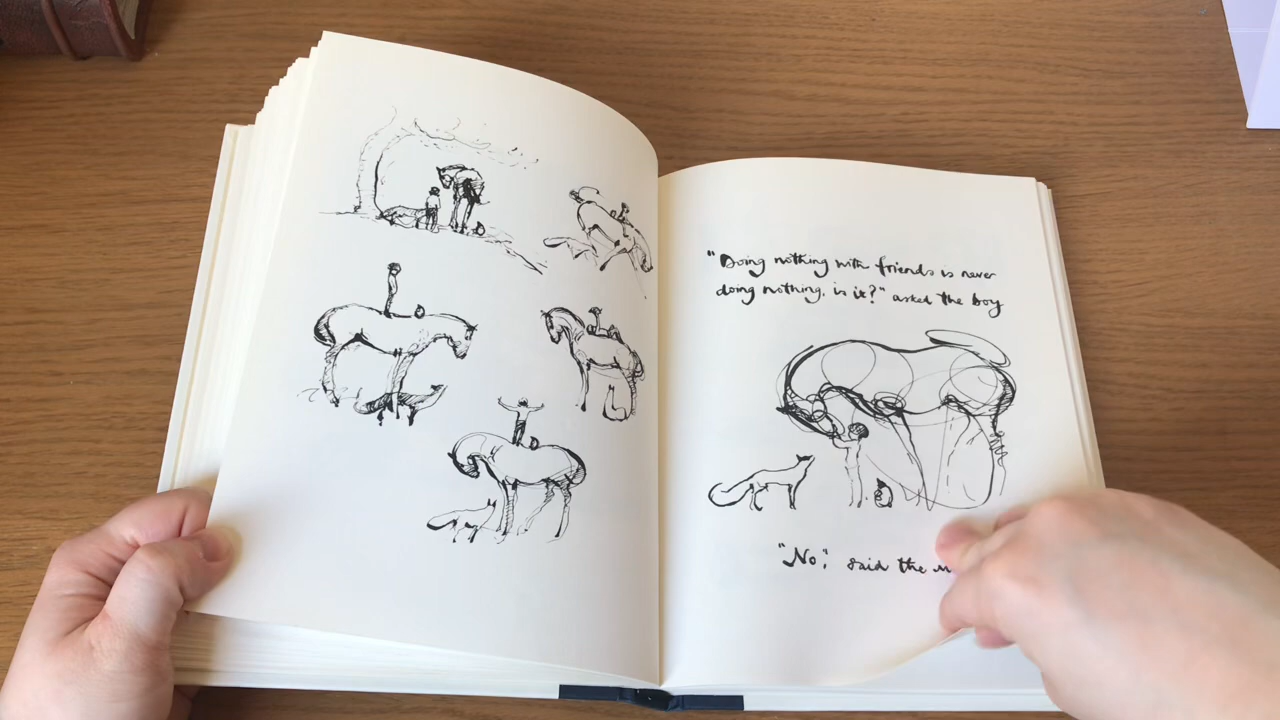 "Doing nothing with friends is never
doing nothing, is it?" asked the boy
"No", said the